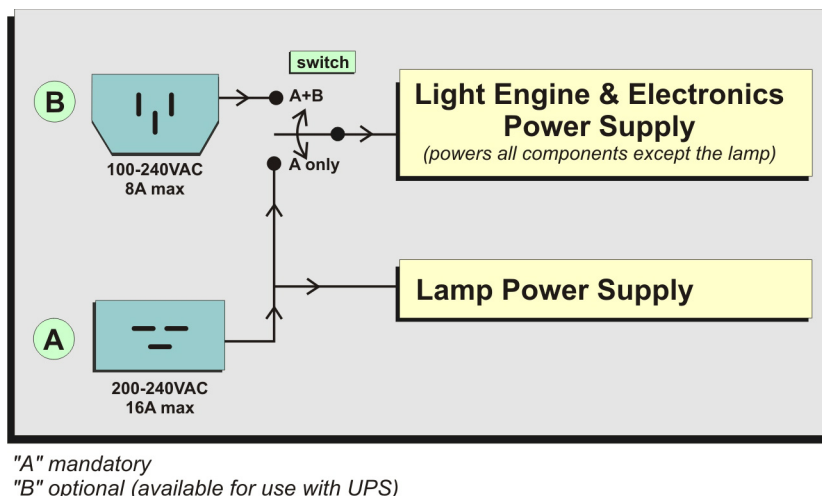 switch
B
A+B
Light Engine & Electronics
Power Supply
(powers all components except the lamp)
A only
100-240VAC
8A max
Lamp Power Supply
A
200-240VAC
16A max
"A" mandatory
"B" optional (available for use with UPS)